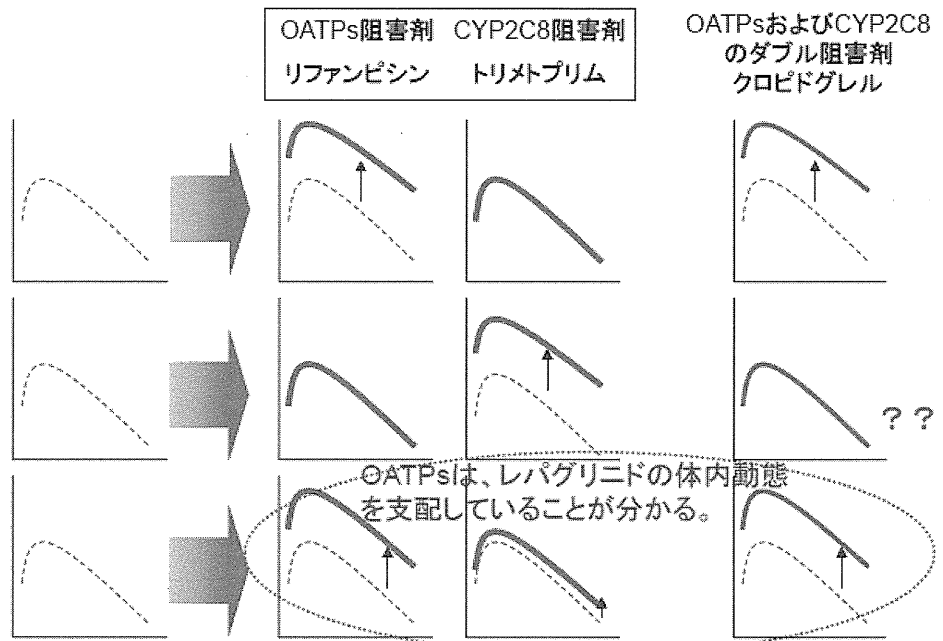 OATPs阻害剤
リファンピシン
CYP2C8阻害剤
トリメトプリム
OATPsおよびCYP2C8
のダブル阻害剤
クロピドグレル
？？
OATPsは、レパグリニドの体内動態
を支配していることが分かる。